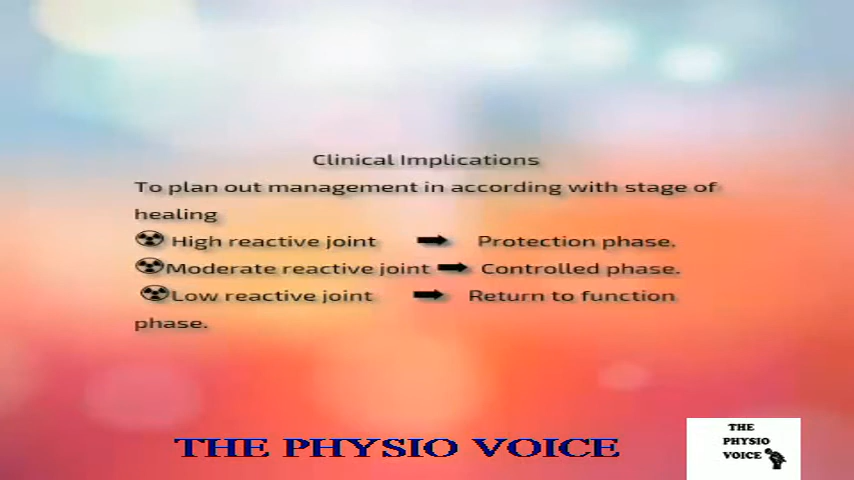 Clinical Implications
To plan out management in according with stage of
healing
☢ High reactive joint ➡ Protection phase.
☢Moderate reactive joint ➡ Controlled phase.
☢Low reactive joint ➡ Return to function
phase.
THE PHYSIO VOICE
THE
PHYSIO
VOICE